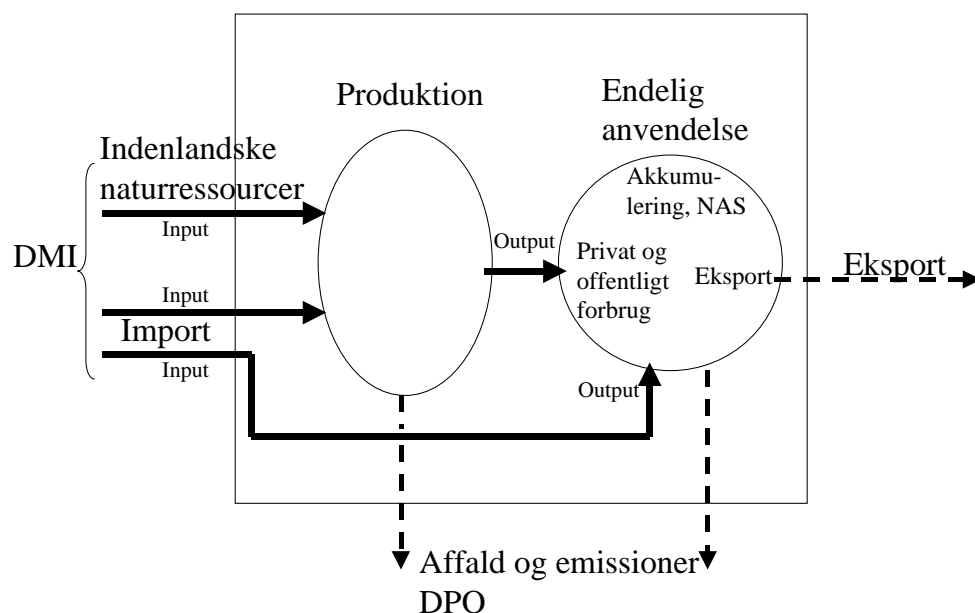 Produktion
Endelig
anvendelse
Indenlandske
naturressourcer
Input
DMI
Input
Import
Input
Output
Akkumu-
lering, NAS
Privat og
offentligt
forbrug
Eksport
Eksport
Output
Affald og emissioner
DPO